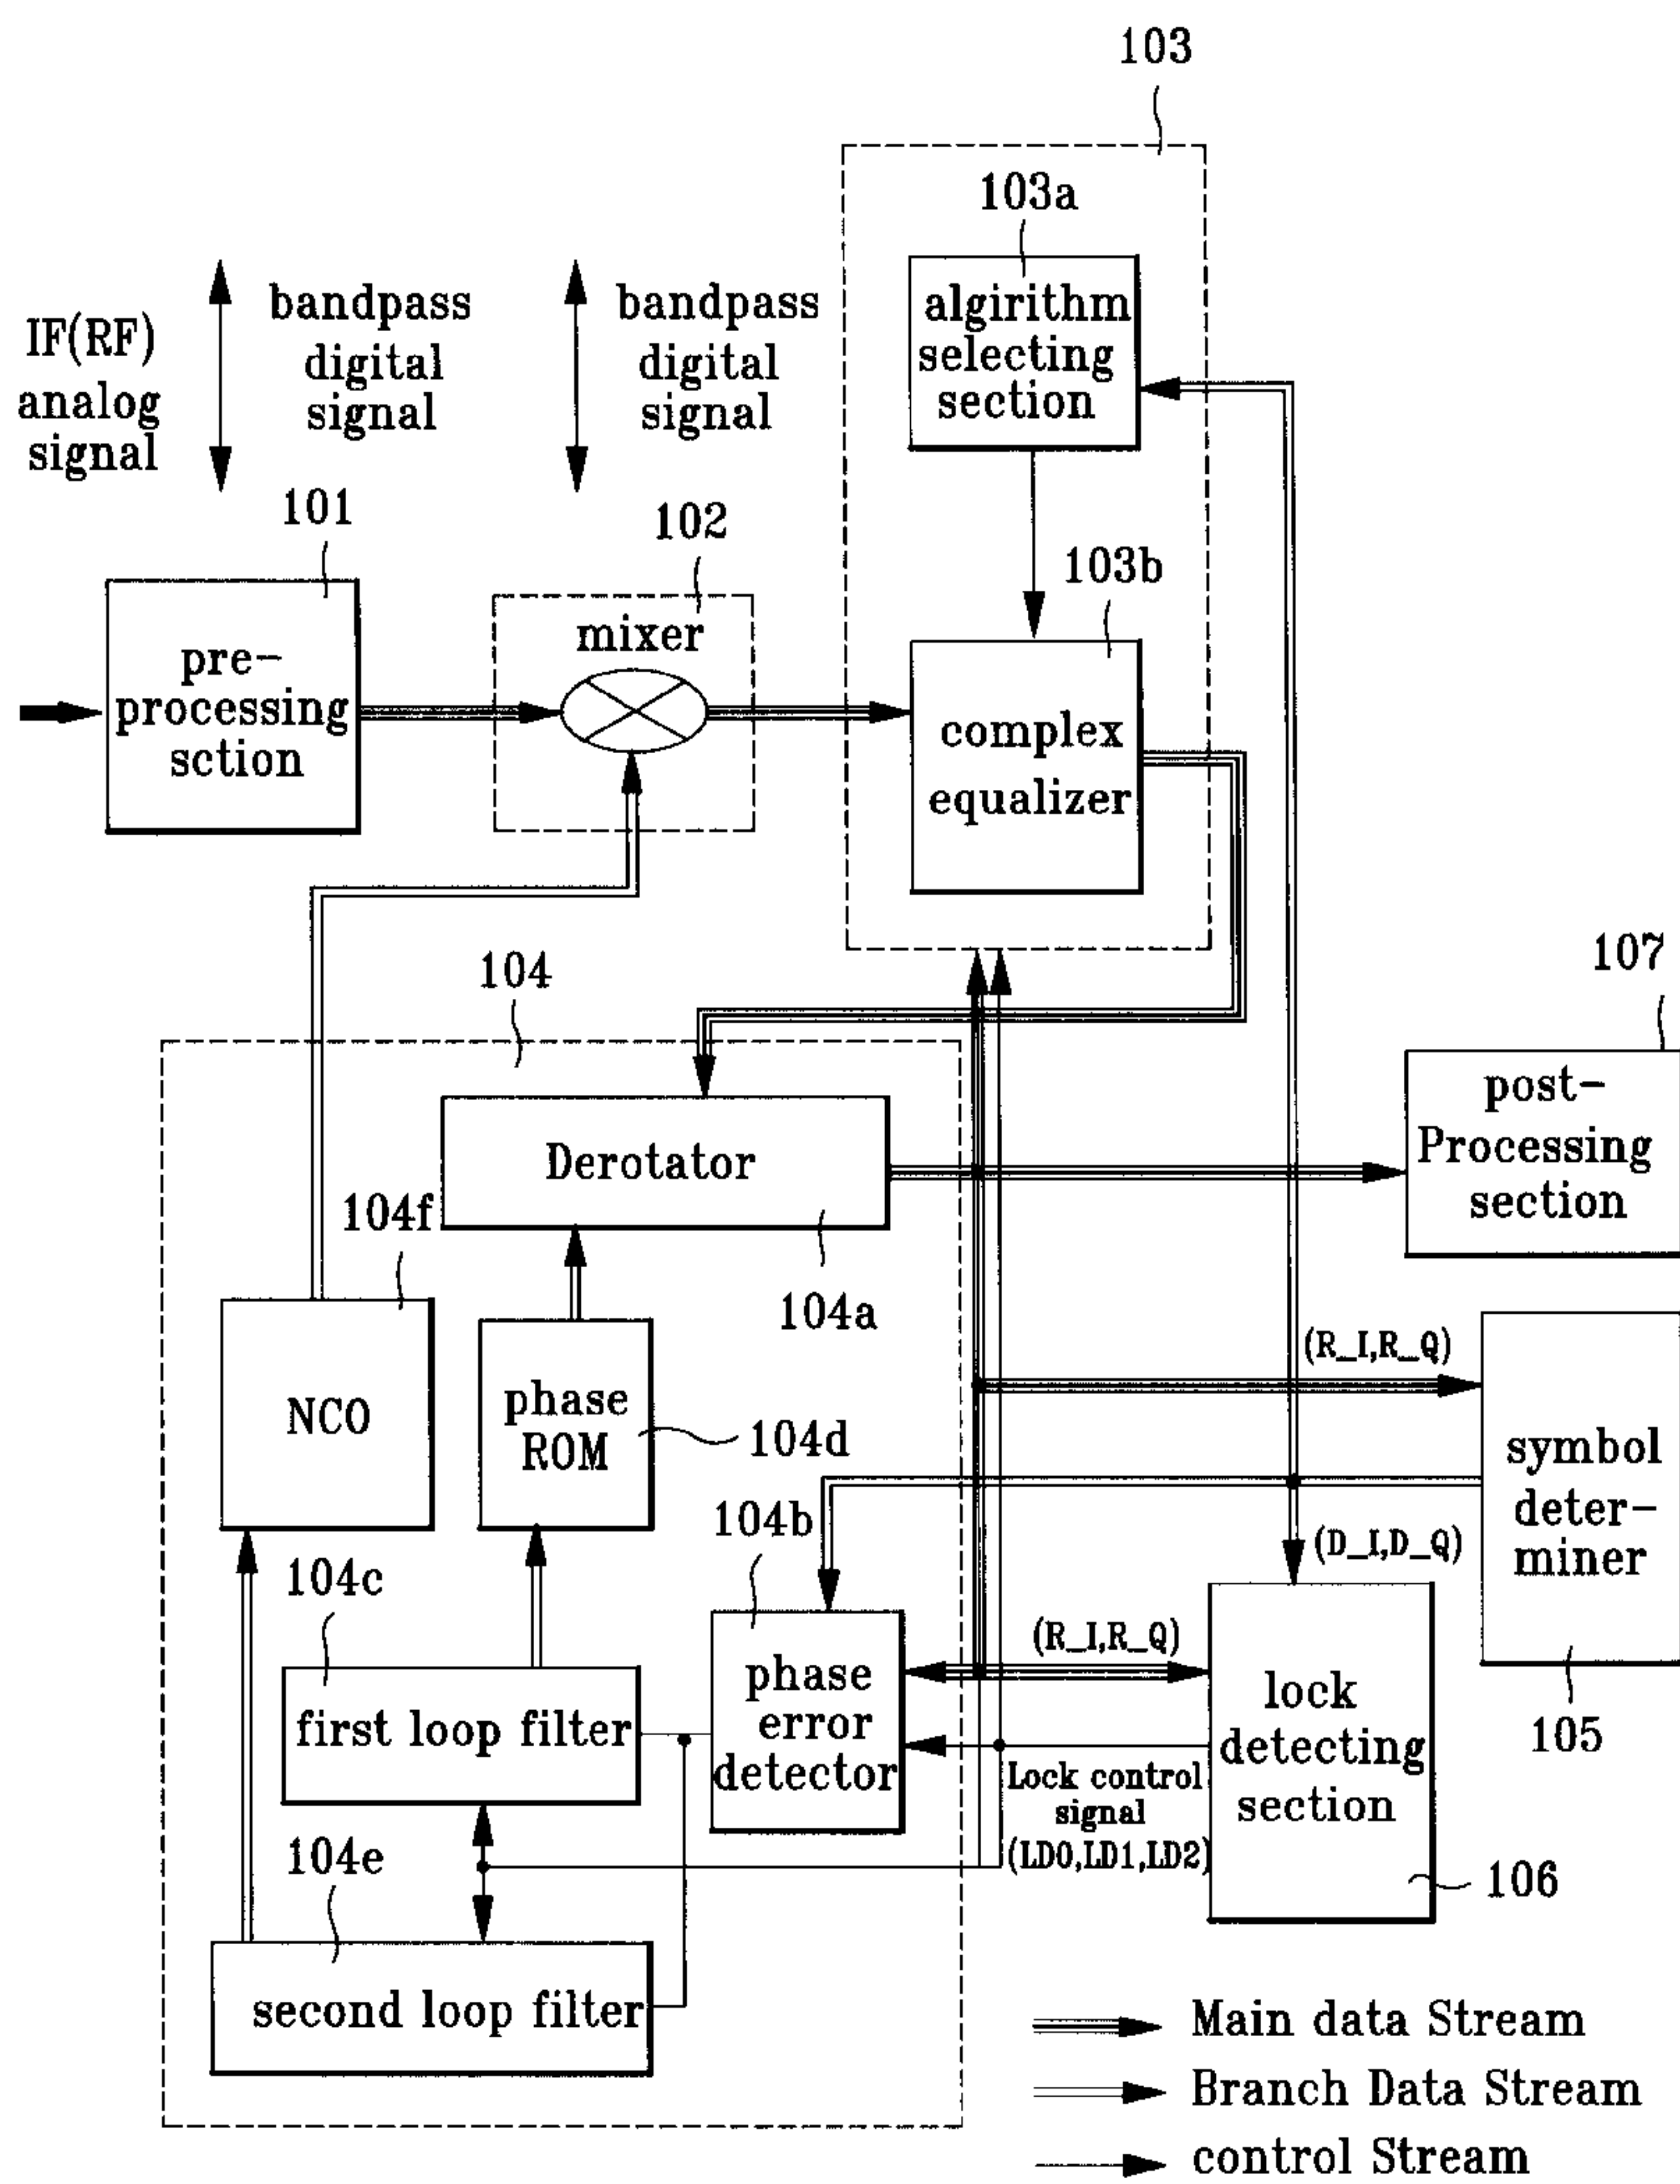 103
103a
algirithm
selecting
section
IF(RF)
analog
signal
bandpass
digital
signal
bandpass
digital
signal
101
102
103b
pre-
processing
sction
mixer
complex
equalizer
104
107
Derotator
post-
Processing
section
104f
104a
NCO
phase
ROM
104d
(R_I,R_Q)
symbol
deter-
miner
104b
(D_I,D_Q)
104c
(R_I,R_Q)
phase
error
detector
lock
detecting
section
105
first loop filter
Lock control
signal
(LD0,LD1,LD2)
104e
106
second loop filter
Main data Stream
Branch Data Stream
control Stream